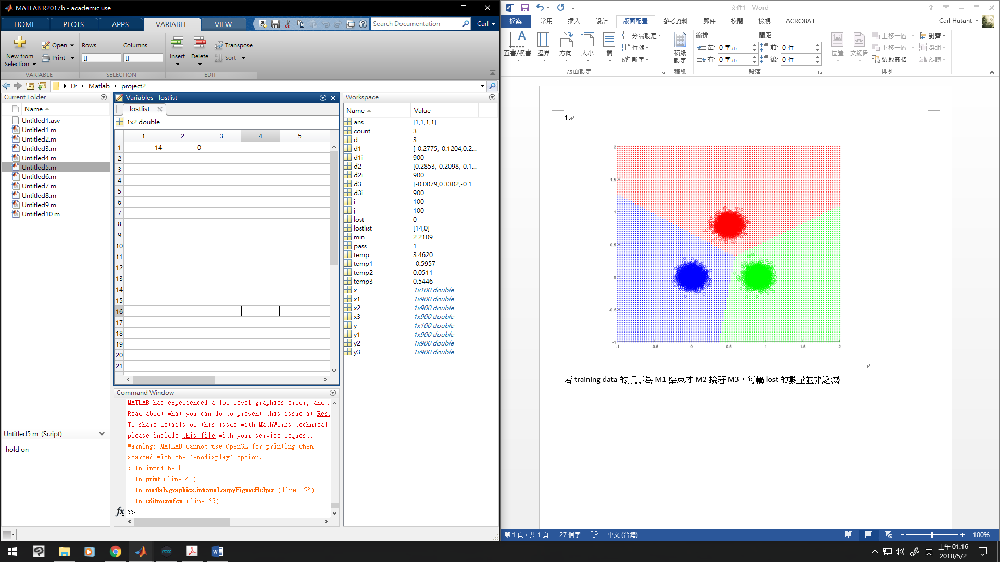 MATLAB R2017b - academic use
HOME PLOTS APPS VARIABLE VIEW
Search Documentation
Carl
New from Selection
Open
Print
Rows
Columns
[]
[]
Insert
Delete
Transpose
Sort
VARIABLE SELECTION EDIT
D: Matlab project2
Current Folder
Name
Untitled1.asv
Untitled1.m
Untitled2.m
Untitled3.m
Untitled4.m
Untitled5.m
Untitled6.m
Untitled7.m
Untitled8.m
Untitled9.m
Untitled10.m
Untitled5.m (Script)
hold on
Variables - lostlist
lostlist
1x2 double
1 2 3 4 5
1 14 0
2
3
4
5
6
7
8
9
10
11
12
13
14
15
16
17
18
19
20
21
Command Window
MATLAB has experienced a low-level graphics error, and
Read about what you can do to prevent this issue at Reso
To share details of this issue with MathWorks technical
please include this file with your service request.
Warning: MATLAB cannot use OpenGL for printing when
started with the '-nodisplay' option.
> In inputcheck
In print (line 41)
In matlab.graphics.internal.copyFigureHelper (line 158)
In editmenufcn (line 65)
fx >>
Workspace
Name Value
ans [1,1,1,1]
count 3
d 3
d1 [-0.2775,-0.1204,0.2...
d1i 900
d2 [0.2853,-0.2098,-0.1...
d2i 900
d3 [-0.0079,0.3302,-0.1...
d3i 900
i 100
j 100
lost 0
lostlist [14,0]
min 2.2109
pass 1
temp 3.4620
temp1 -0.5957
temp2 0.0511
temp3 0.5446
x 1x100 double
x1 1x900 double
x2 1x900 double
x3 1x900 double
y 1x100 double
y1 1x900 double
y2 1x900 double
y3 1x900 double
文件1 - Word
檔案 常用 插入 設計 版面配置 參考資料 郵件 校閱 檢視 ACROBAT
Carl Hutant
直書/橫書
邊界
方向
大小
欄
分隔設定
行號
斷字
版面設定
稿紙設定
稿紙
縮排
間距
左: 0 字元
右: 0 字元
前: 0 行
後: 0 行
段落
位置
文繞圖
上移一層
下移一層
選取窗格
對齊
群組
旋轉
排列
1.
2
1.5
1
0.5
0
-0.5
-1
-1 -0.5 0 0.5 1 1.5 2
若 training data 的順序為 M1 結束才 M2 接著 M3，每輪 lost 的數量並非遞減
第 1 頁，共 1 頁 27 個字 中文 (台灣)
100%
英
上午 01:16
2018/5/2